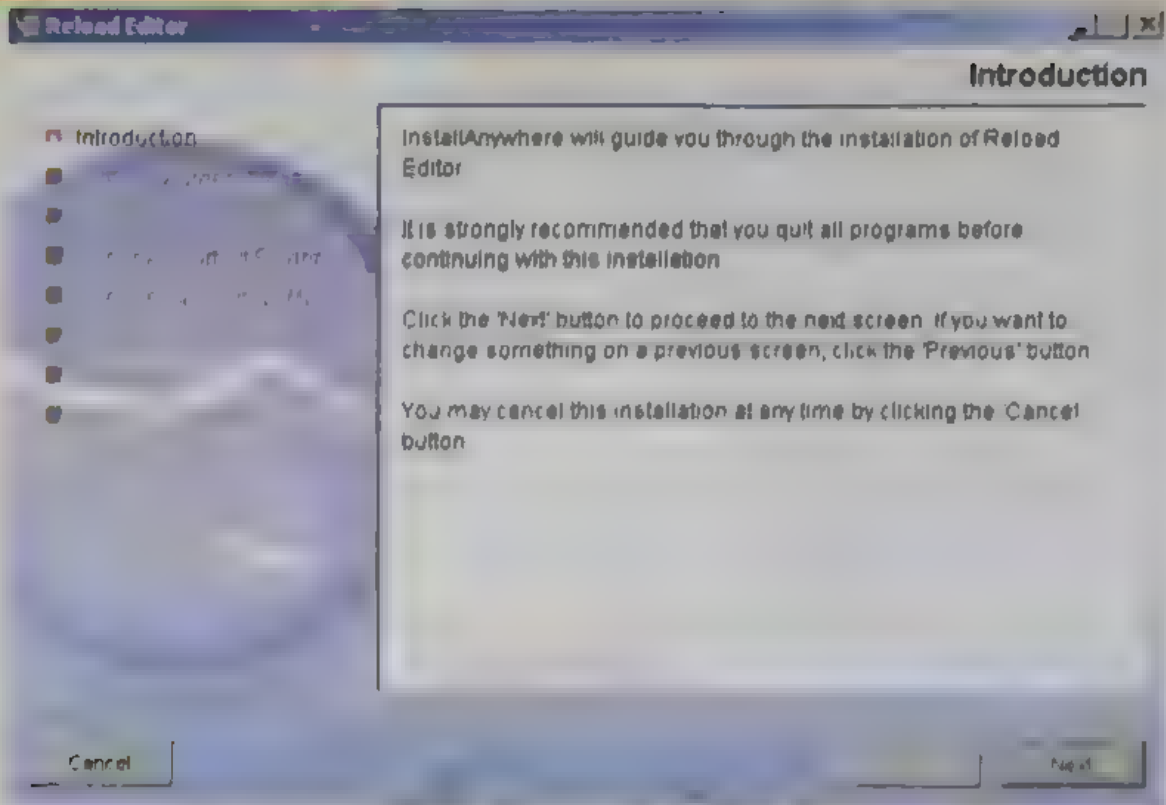 Reload Editor
Introduction
Introduction
InstallAnywhere will guide you through the installation of Reload
Editor
It is strongly recommended that you quit all programs before
continuing with this installation
Click the 'Next' button to proceed to the next screen. If you want to
change something on a previous screen, click the 'Previous' button
You may cancel this installation at any time by clicking the 'Cancel'
button
Cancel
Next